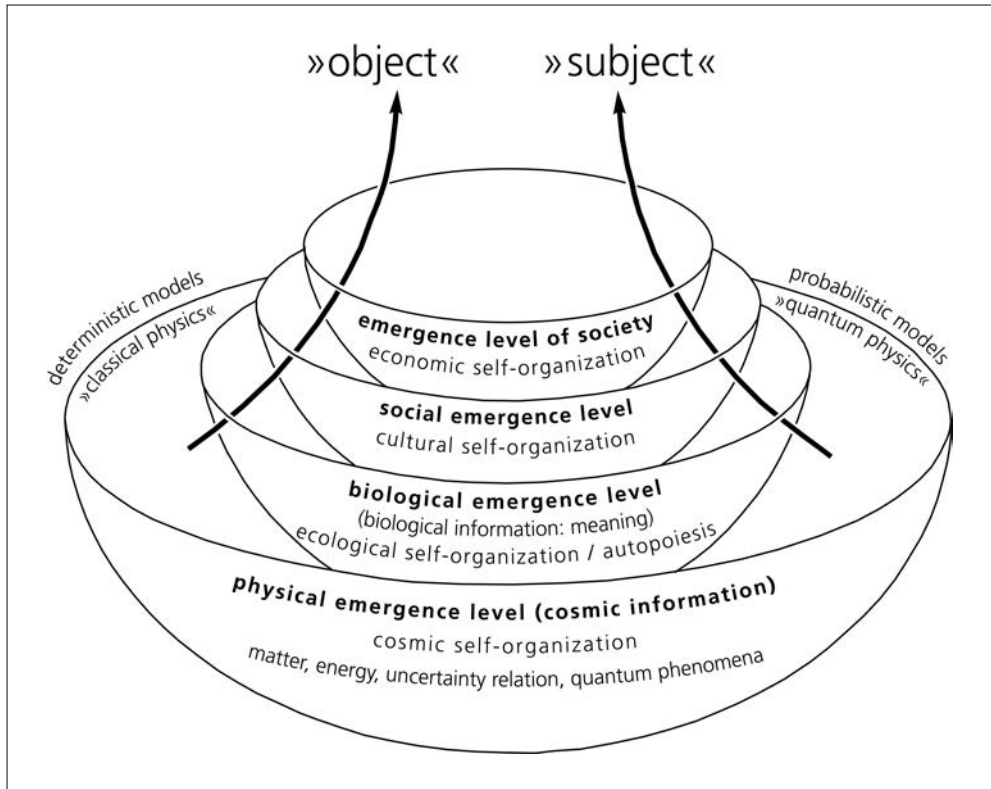 »object« »subject«
deterministic models
»classical physics«
probabilistic models
»quantum physics«
emergence level of society
economic self-organization
social emergence level
cultural self-organization
biological emergence level
(biological information: meaning)
ecological self-organization / autopoiesis
physical emergence level (cosmic information)
cosmic self-organization
matter, energy, uncertainty relation, quantum phenomena